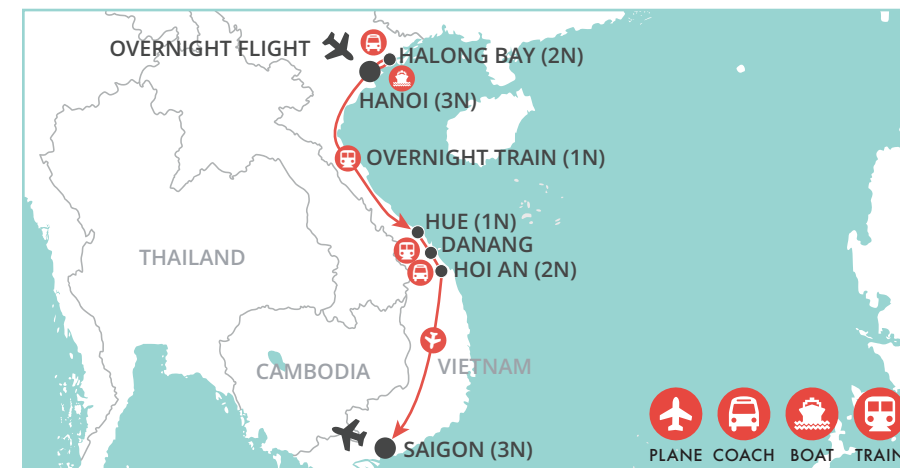 OVERNIGHT FLIGHT
HALONG BAY (2N)
HANOI (3N)
OVERNIGHT TRAIN (1N)
HUE (1N)
DANANG
HOI AN (2N)
THAILAND
CAMBODIA
VIETNAM
SAIGON (3N)
PLANE COACH BOAT TRAIN